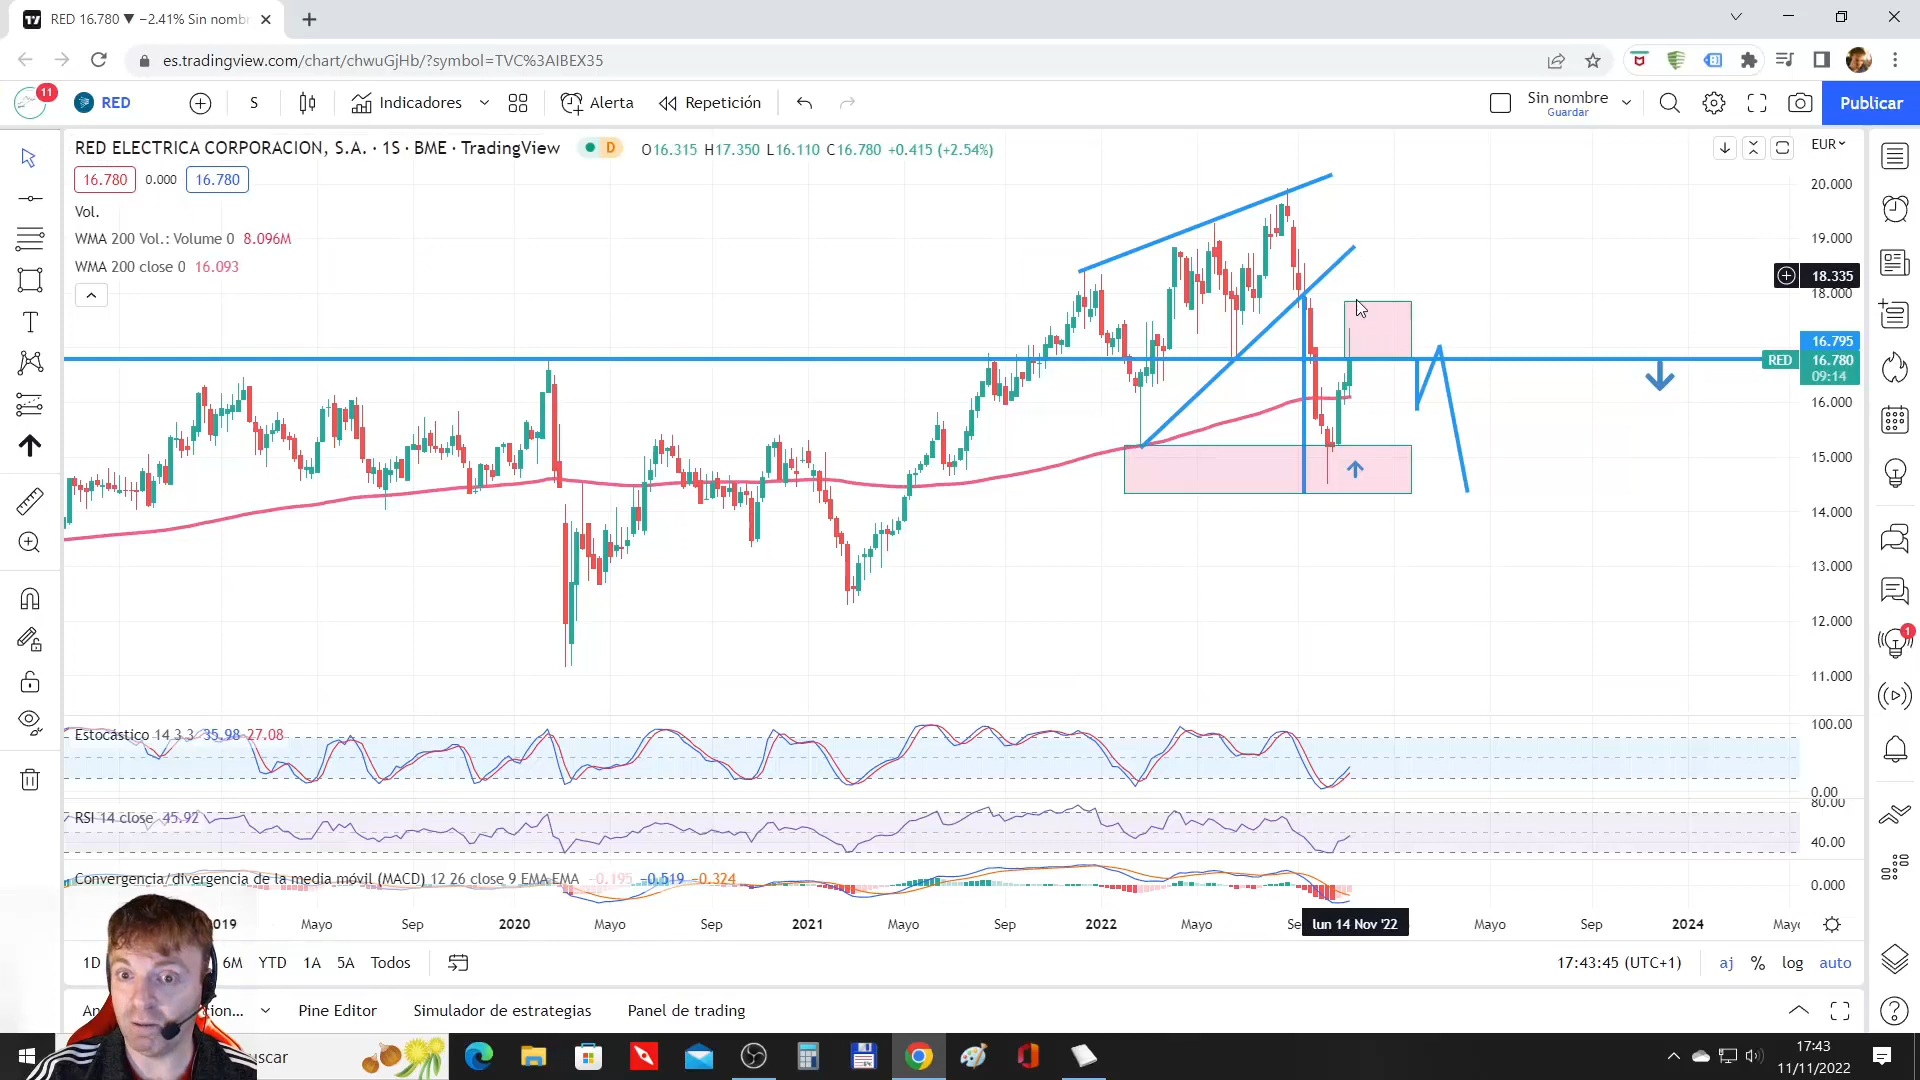 RED 16.780 ▼ −2.41% Sin nomb
es.tradingview.com/chart/chwuGjHb/?symbol=TVC%3AIBEX35
11
RED
S
Indicadores
Alerta
Repetición
Sin nombre
Guardar
Publicar
RED ELECTRICA CORPORACION, S.A. · 1S · BME · TradingView
D
O16.315 H17.350 L16.110 C16.780 +0.415 (+2.54%)
EUR
16.780
0.000
16.780
Vol.
WMA 200 Vol.: Volume 0 8.096M
WMA 200 close 0 16.093
20.000
19.000
18.335
18.000
16.795
RED
16.780
09:14
16.000
15.000
14.000
13.000
12.000
11.000
Estocástico 14 3 3 35.98 27.08
100.00
0.00
RSI 14 close 45.92
80.00
40.00
Convergencia/divergencia de la media móvil (MACD) 12 26 close 9 EMA EMA −0.195 −0.519 −0.324
0.000
019
Mayo
Sep
2020
Mayo
Sep
2021
Mayo
Sep
2022
Mayo
Se
lun 14 Nov '22
Mayo
Sep
2024
Mayo
1D
6M
YTD
1A
5A
Todos
17:43:45 (UTC+1)
aj
%
log
auto
An
ion...
Pine Editor
Simulador de estrategias
Panel de trading
1
uscar
17:43
11/11/2022